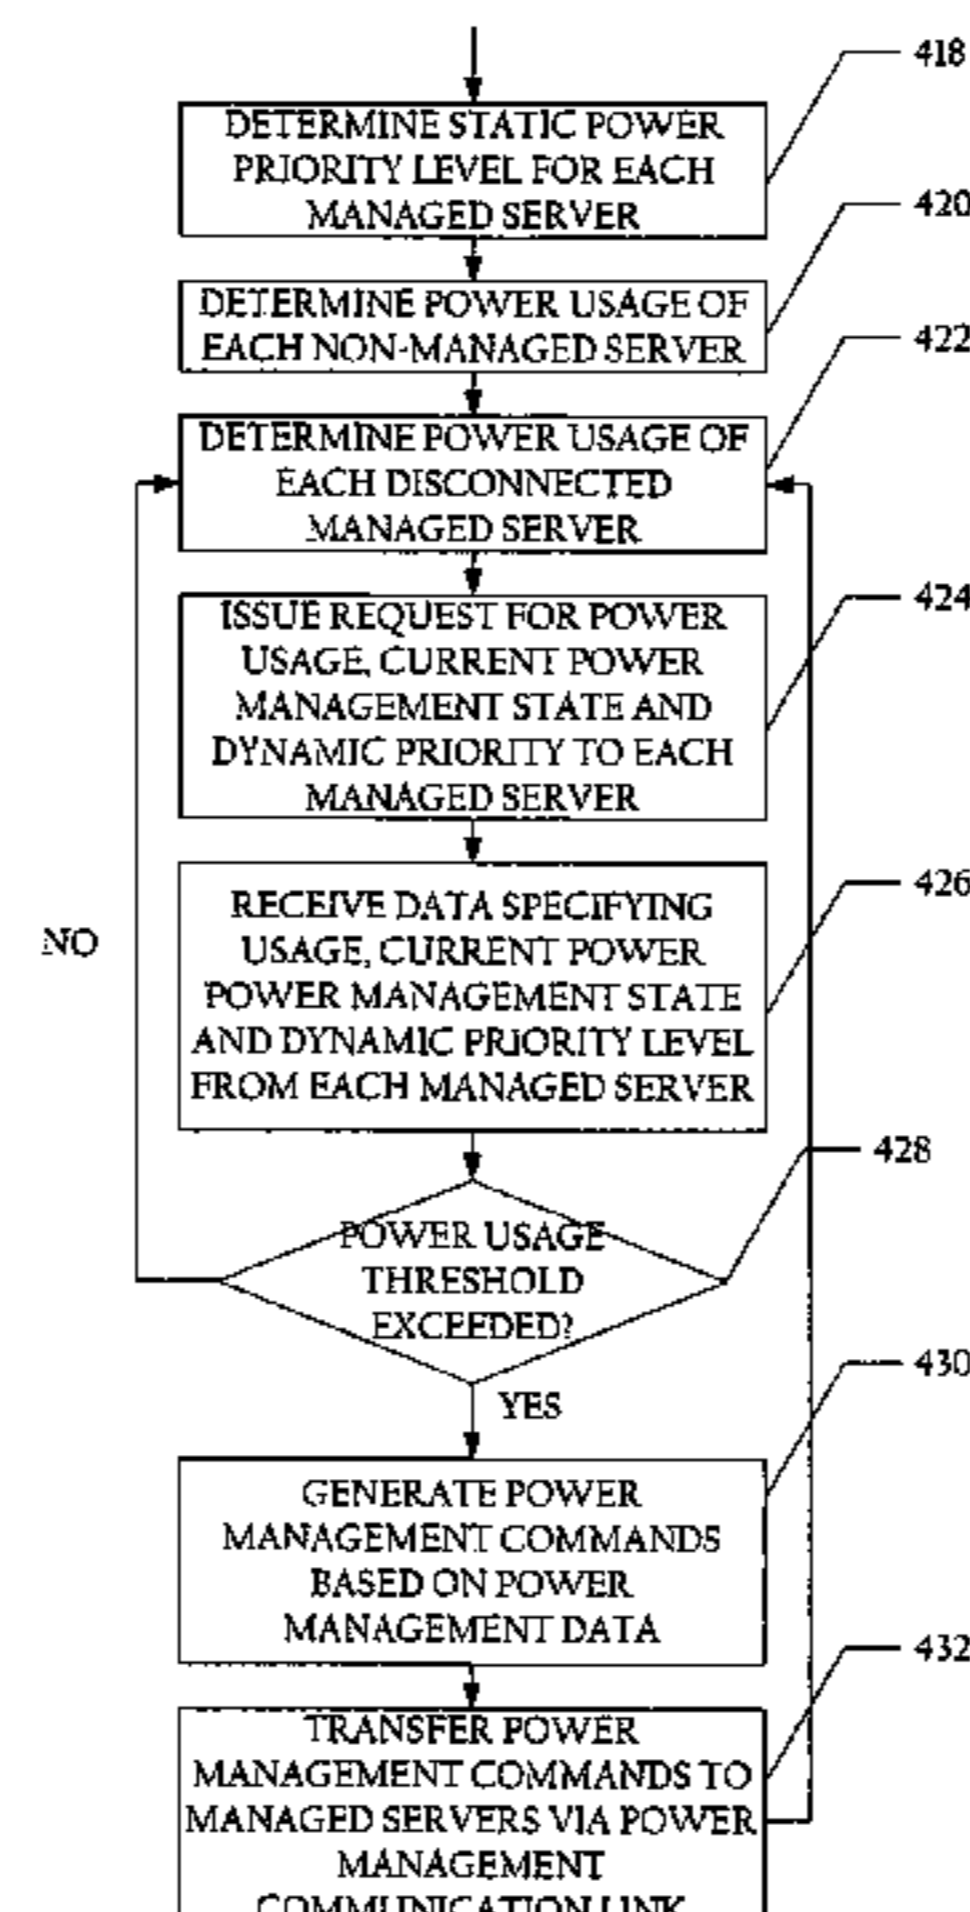 418
DETERMINE STATIC POWER
PRIORITY LEVEL FOR EACH
MANAGED SERVER
420
DETERMINE POWER USAGE OF
EACH NON-MANAGED SERVER
422
DETERMINE POWER USAGE OF
EACH DISCONNECTED
MANAGED SERVER
424
ISSUE REQUEST FOR POWER
USAGE, CURRENT POWER
MANAGEMENT STATE AND
DYNAMIC PRIORITY TO EACH
MANAGED SERVER
426
RECEIVE DATA SPECIFYING
USAGE, CURRENT POWER
POWER MANAGEMENT STATE
AND DYNAMIC PRIORITY LEVEL
FROM EACH MANAGED SERVER
NO
428
POWER USAGE
THRESHOLD
EXCEEDED?
YES
430
GENERATE POWER
MANAGEMENT COMMANDS
BASED ON POWER
MANAGEMENT DATA
432
TRANSFER POWER
MANAGEMENT COMMANDS TO
MANAGED SERVERS VIA POWER
MANAGEMENT
COMMUNICATION LINK